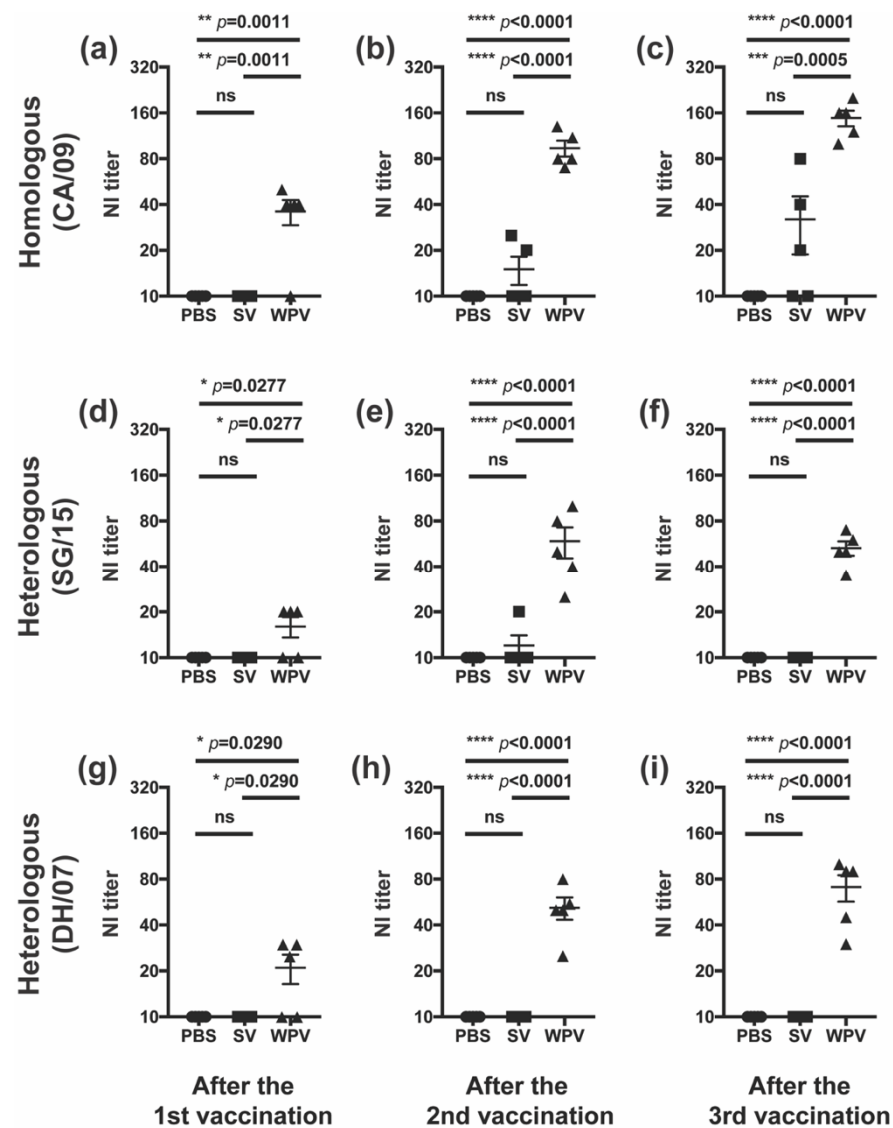 (a)
** p=0.0011
** p=0.0011
ns
320
160
80
40
20
10
NI titer
PBS SV WPV
(b)
**** p<0.0001
**** p<0.0001
ns
320
160
80
40
20
10
NI titer
PBS SV WPV
(c)
**** p<0.0001
*** p=0.0005
ns
320
160
80
40
20
10
NI titer
PBS SV WPV
Homologous
(CA/09)
(d)
* p=0.0277
* p=0.0277
ns
320
160
80
40
20
10
NI titer
PBS SV WPV
(e)
**** p<0.0001
**** p<0.0001
ns
320
160
80
40
20
10
NI titer
PBS SV WPV
(f)
**** p<0.0001
**** p<0.0001
ns
320
160
80
40
20
10
NI titer
PBS SV WPV
Heterologous
(SG/15)
(g)
* p=0.0290
* p=0.0290
ns
320
160
80
40
20
10
NI titer
PBS SV WPV
(h)
**** p<0.0001
**** p<0.0001
ns
320
160
80
40
20
10
NI titer
PBS SV WPV
(i)
**** p<0.0001
**** p<0.0001
ns
320
160
80
40
20
10
NI titer
PBS SV WPV
Heterologous
(DH/07)
After the
1st vaccination
After the
2nd vaccination
After the
3rd vaccination